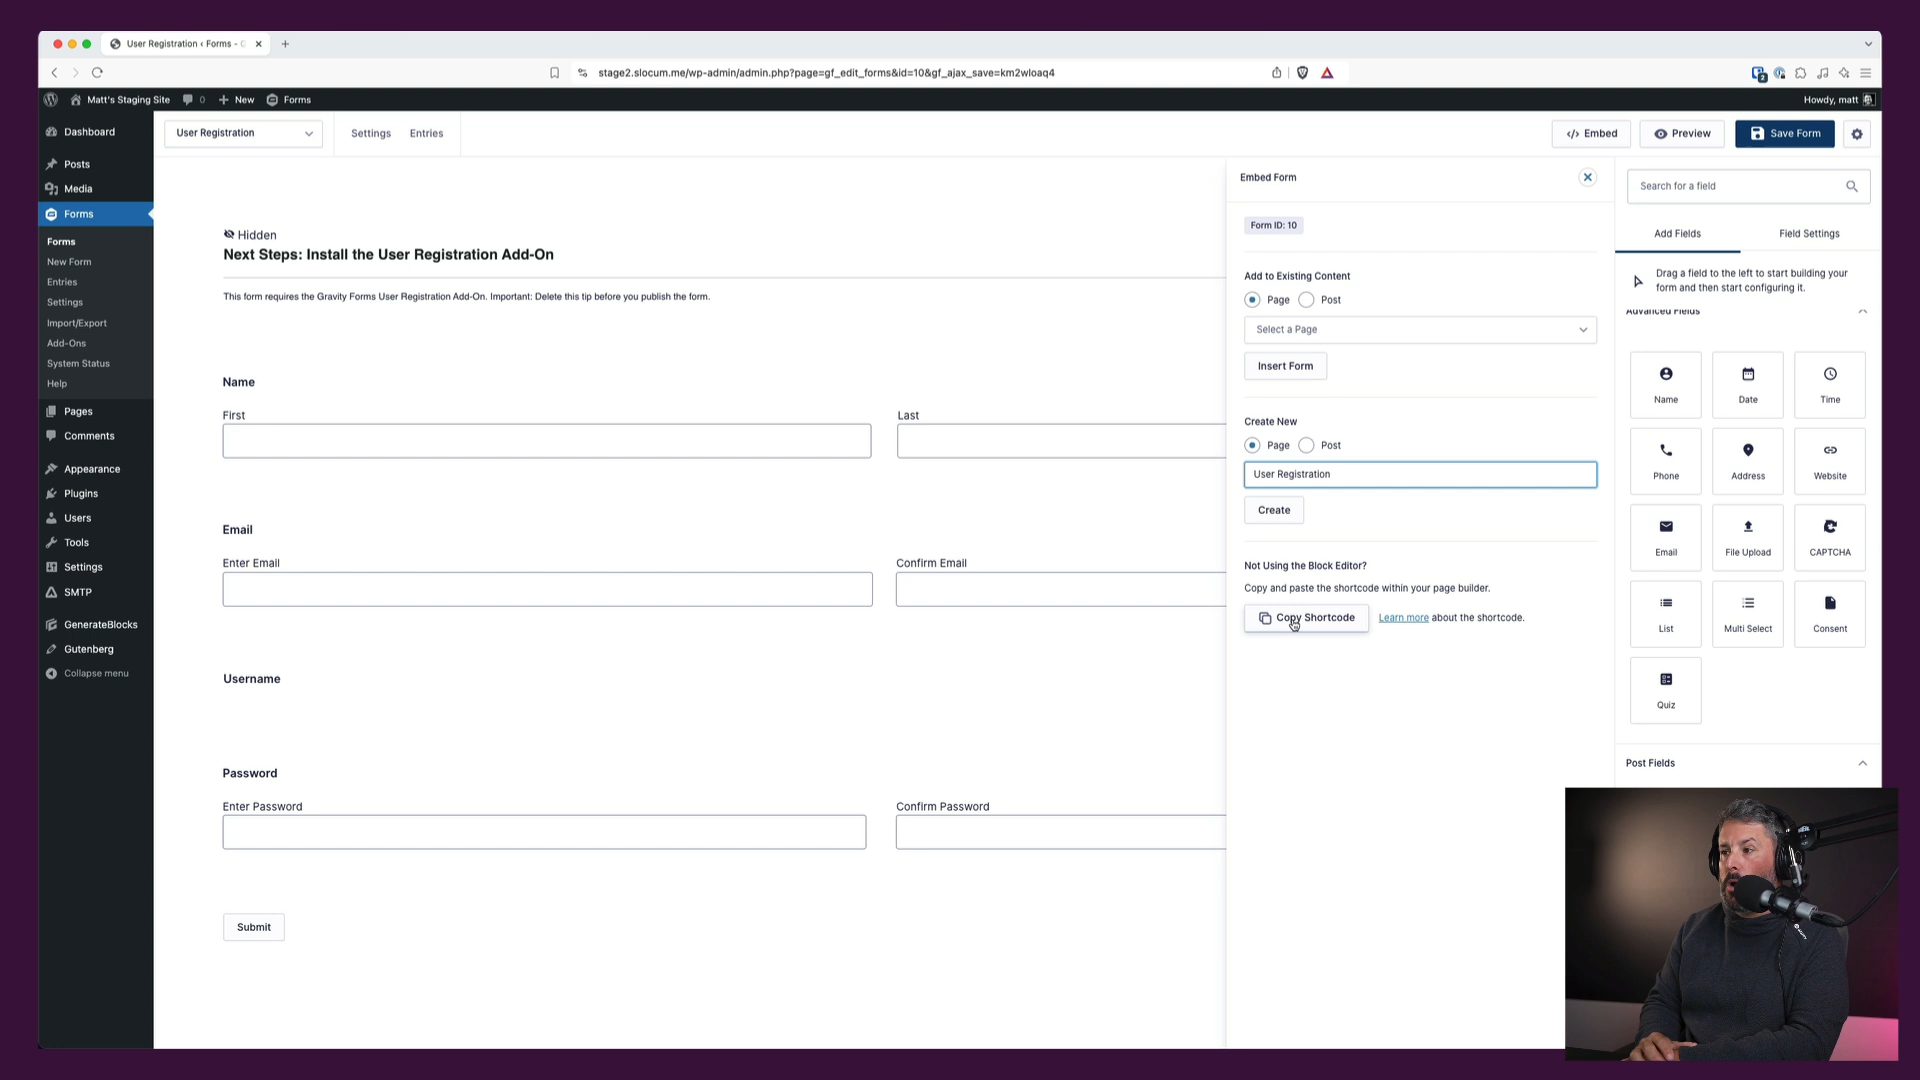 User Registration ‹ Forms –
stage2.slocum.me/wp-admin/admin.php?page=gf_edit_forms&id=10&gf_ajax_save=km2wloaq4
2
Matt's Staging Site
0
New
Forms
Howdy, matt
Dashboard
Posts
Media
Forms
Forms
New Form
Entries
Settings
Import/Export
Add-Ons
System Status
Help
Pages
Comments
Appearance
Plugins
Users
Tools
Settings
SMTP
GenerateBlocks
Gutenberg
Collapse menu
User Registration
Settings
Entries
</> Embed
Preview
Save Form
Hidden
Next Steps: Install the User Registration Add-On
This form requires the Gravity Forms User Registration Add-On. Important: Delete this tip before you publish the form.
Name
First
Last
Email
Enter Email
Confirm Email
Username
Password
Enter Password
Confirm Password
Submit
Embed Form
Form ID: 10
Add to Existing Content
Page
Post
Select a Page
Insert Form
Create New
Page
Post
User Registration
Create
Not Using the Block Editor?
Copy and paste the shortcode within your page builder.
Copy Shortcode
Learn more about the shortcode.
Search for a field
Add Fields
Field Settings
Drag a field to the left to start building your
form and then start configuring it.
Advanced Fields
Name
Date
Time
Phone
Address
Website
Email
File Upload
CAPTCHA
List
Multi Select
Consent
Quiz
Post Fields